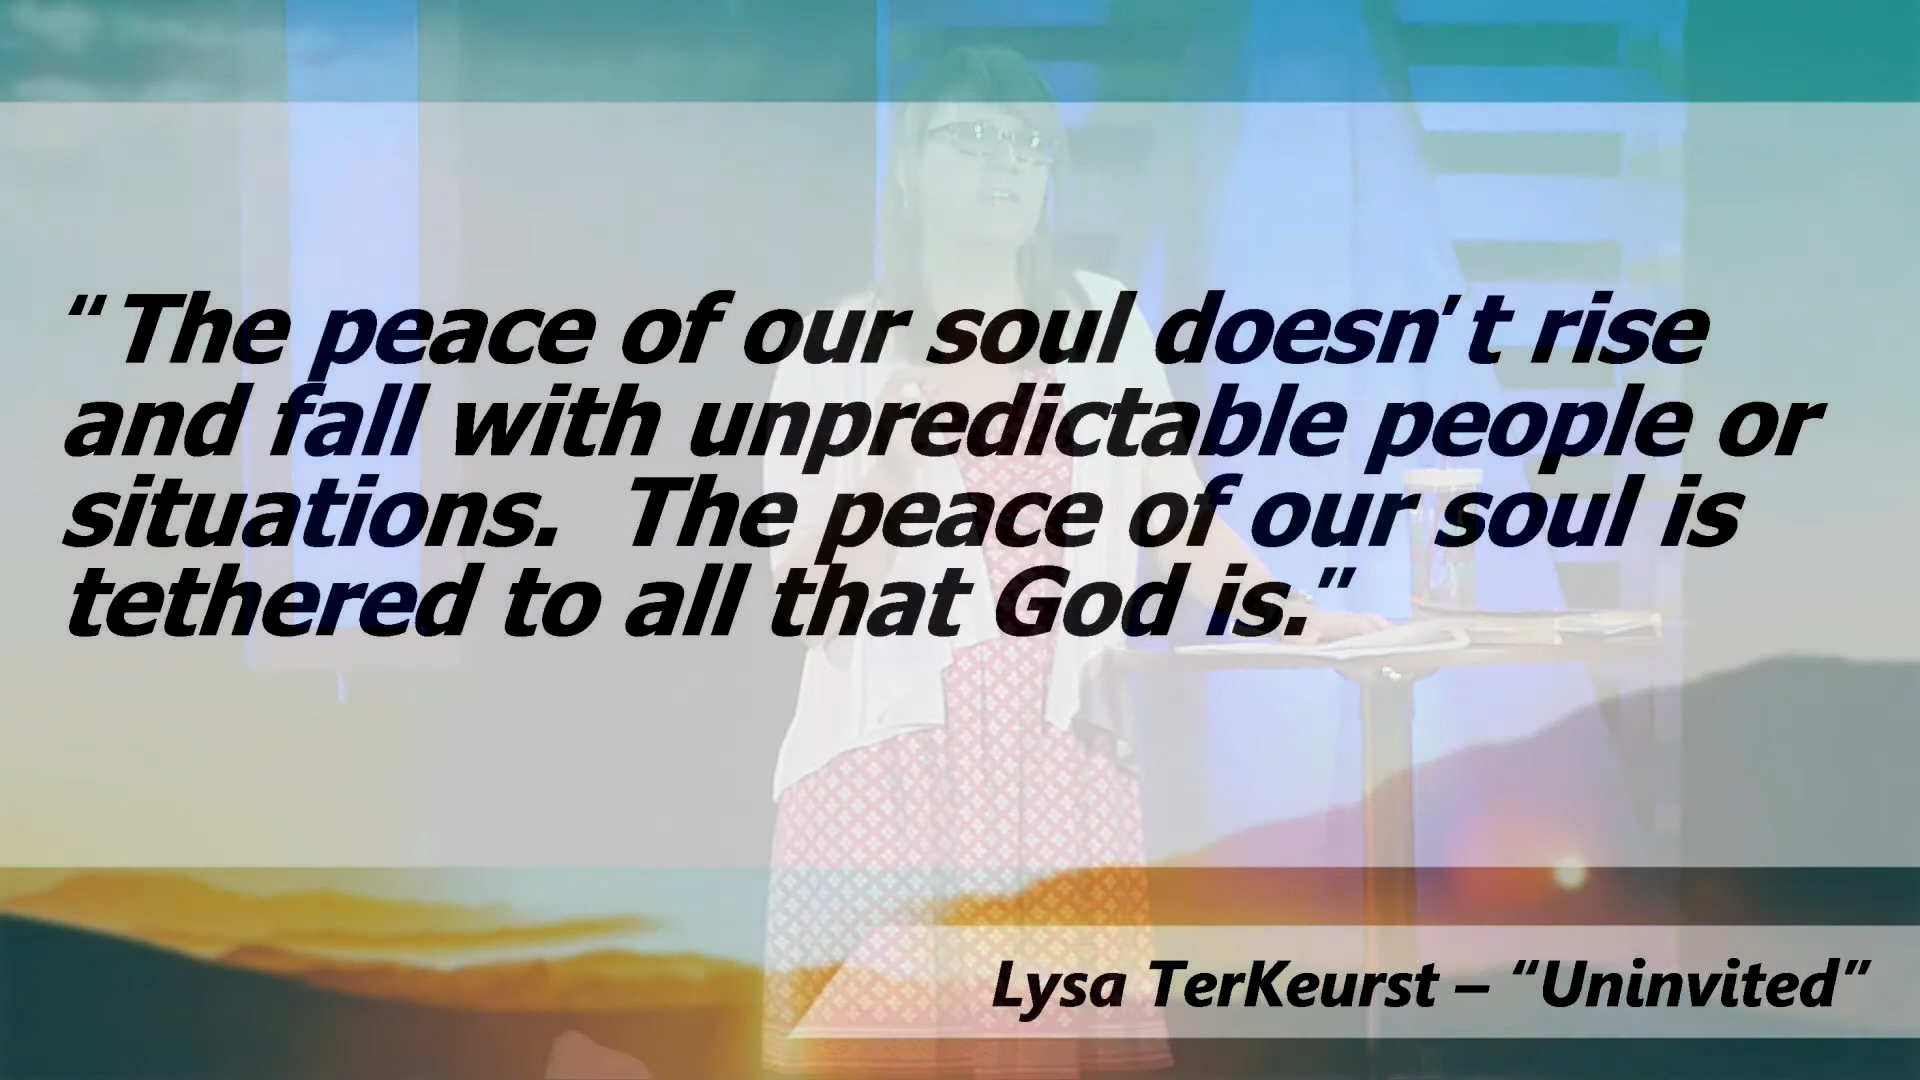 “The peace of our soul doesn’t rise
and fall with unpredictable people or
situations.  The peace of our soul is
tethered to all that God is.”
Lysa TerKeurst – “Uninvited”